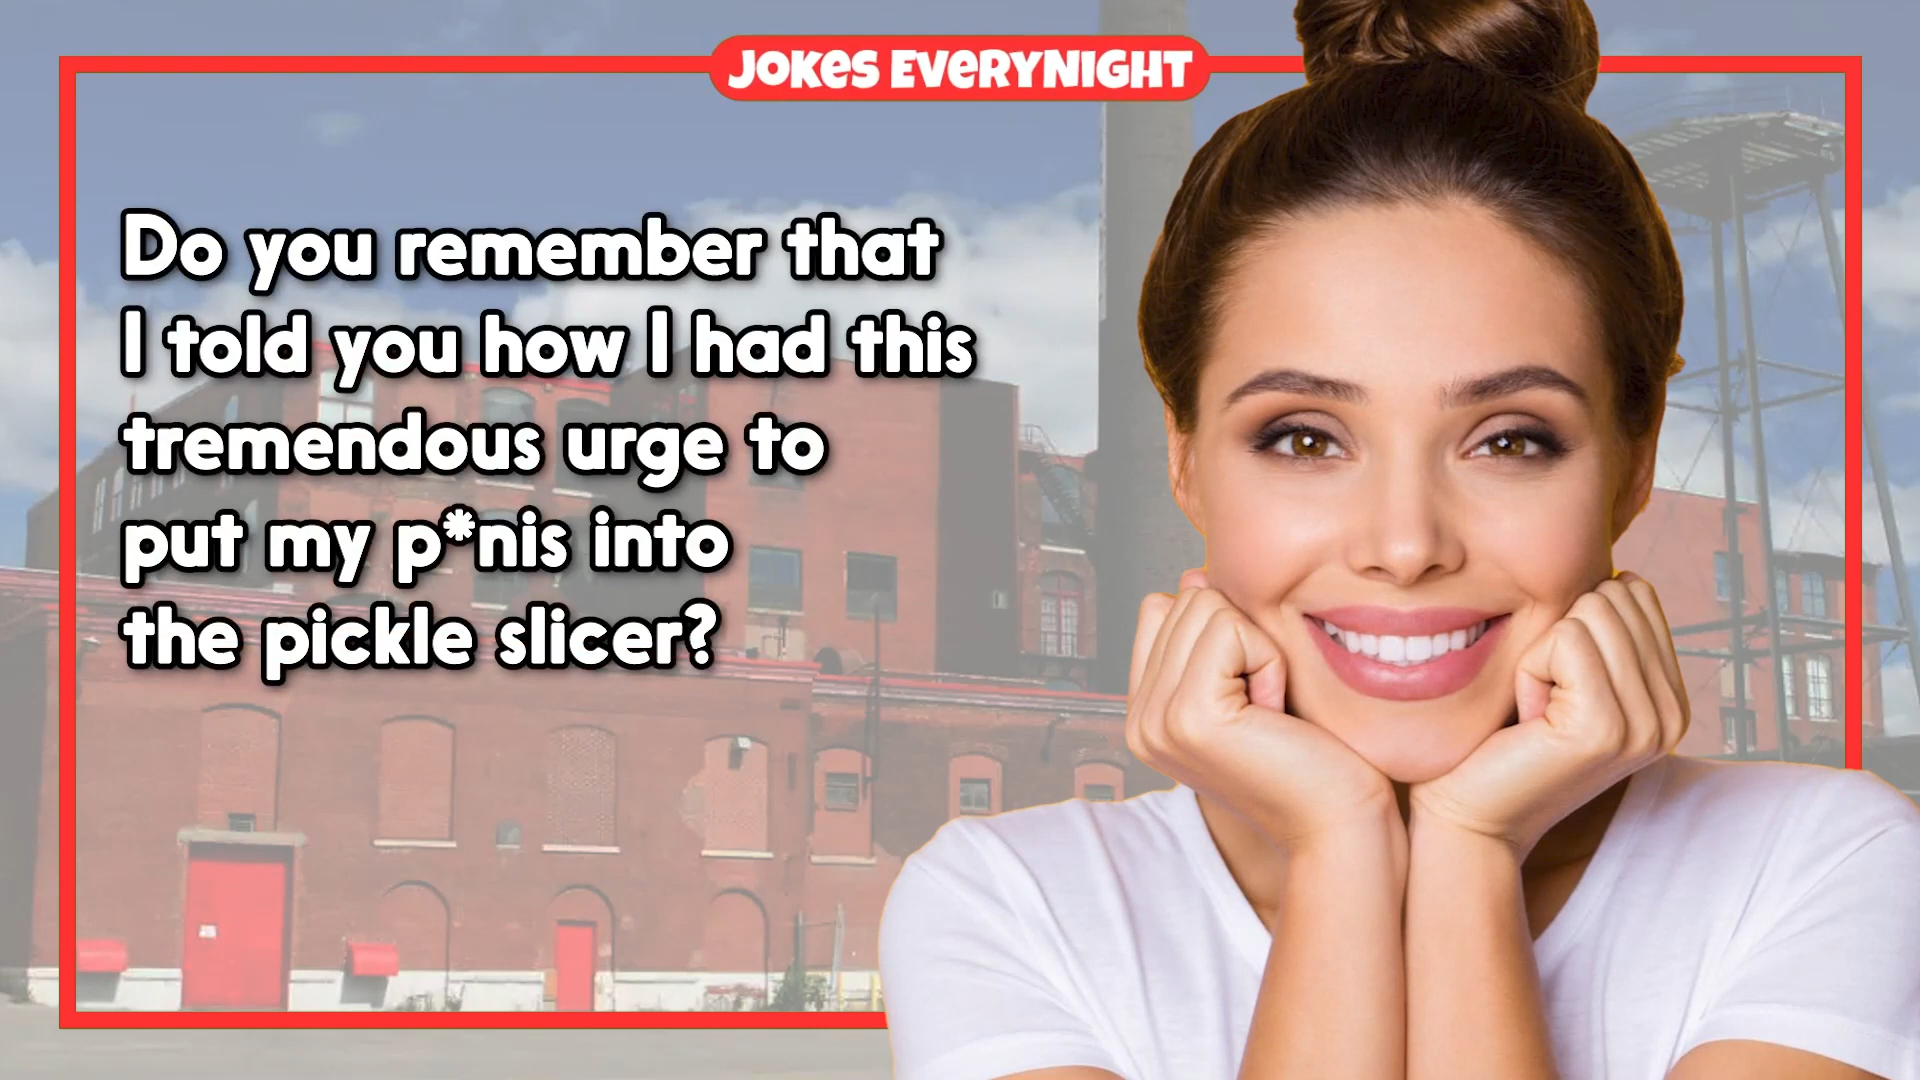 JOKES EVERYNIGHT
Do you remember that
I told you how I had this
tremendous urge to
put my p*nis into
the pickle slicer?